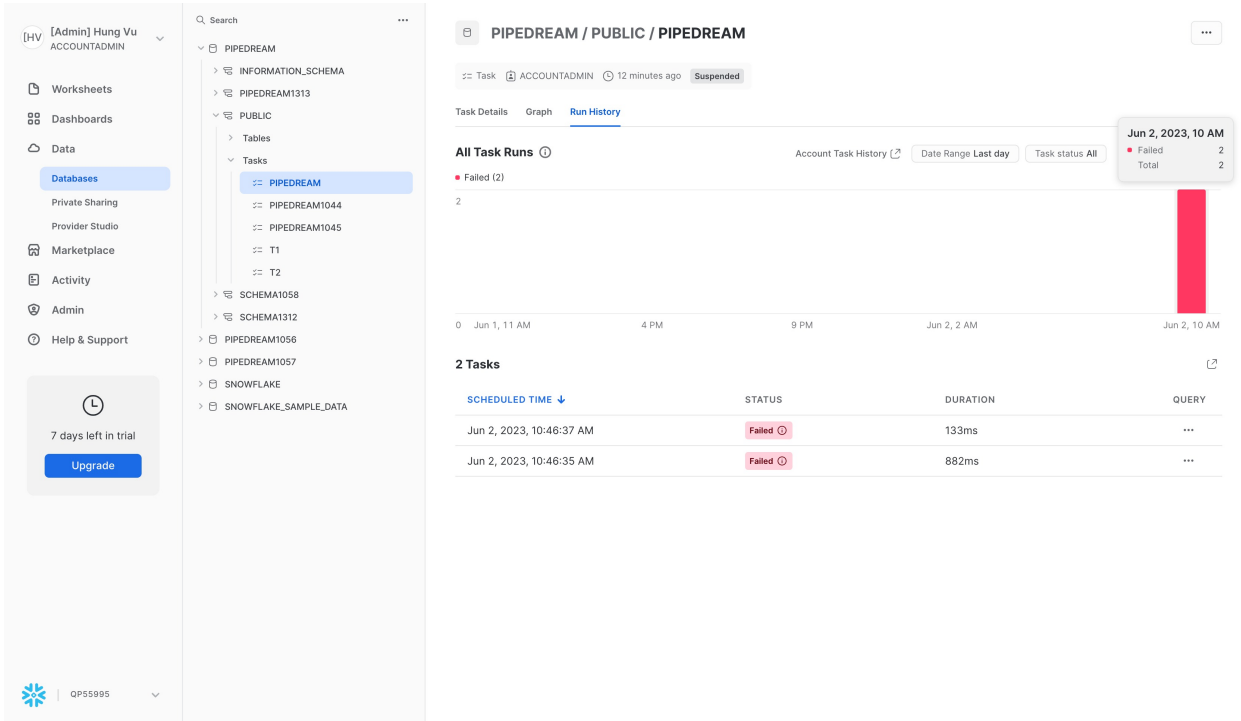 [HV
[Admin] Hung Vu
ACCOUNTADMIN
Worksheets
Dashboards
Data
Databases
Private Sharing
Provider Studio
Marketplace
Activity
Admin
Help & Support
7 days left in trial
Upgrade
QP55995
Search
PIPEDREAM
INFORMATION_SCHEMA
PIPEDREAM1313
PUBLIC
Tables
Tasks
PIPEDREAM
PIPEDREAM1044
PIPEDREAM1045
T1
T2
SCHEMA1058
SCHEMA1312
PIPEDREAM1056
PIPEDREAM1057
SNOWFLAKE
SNOWFLAKE_SAMPLE_DATA
PIPEDREAM / PUBLIC / PIPEDREAM
Task ACCOUNTADMIN 12 minutes ago Suspended
Task Details Graph Run History
All Task Runs Account Task History Date Range Last day Task status All
Jun 2, 2023, 10 AM
Failed 2
Total 2
Failed (2)
2
0 Jun 1, 11 AM 4 PM 9 PM Jun 2, 2 AM Jun 2, 10 AM
2 Tasks
SCHEDULED TIME STATUS DURATION QUERY
Jun 2, 2023, 10:46:37 AM Failed 133ms
Jun 2, 2023, 10:46:35 AM Failed 882ms